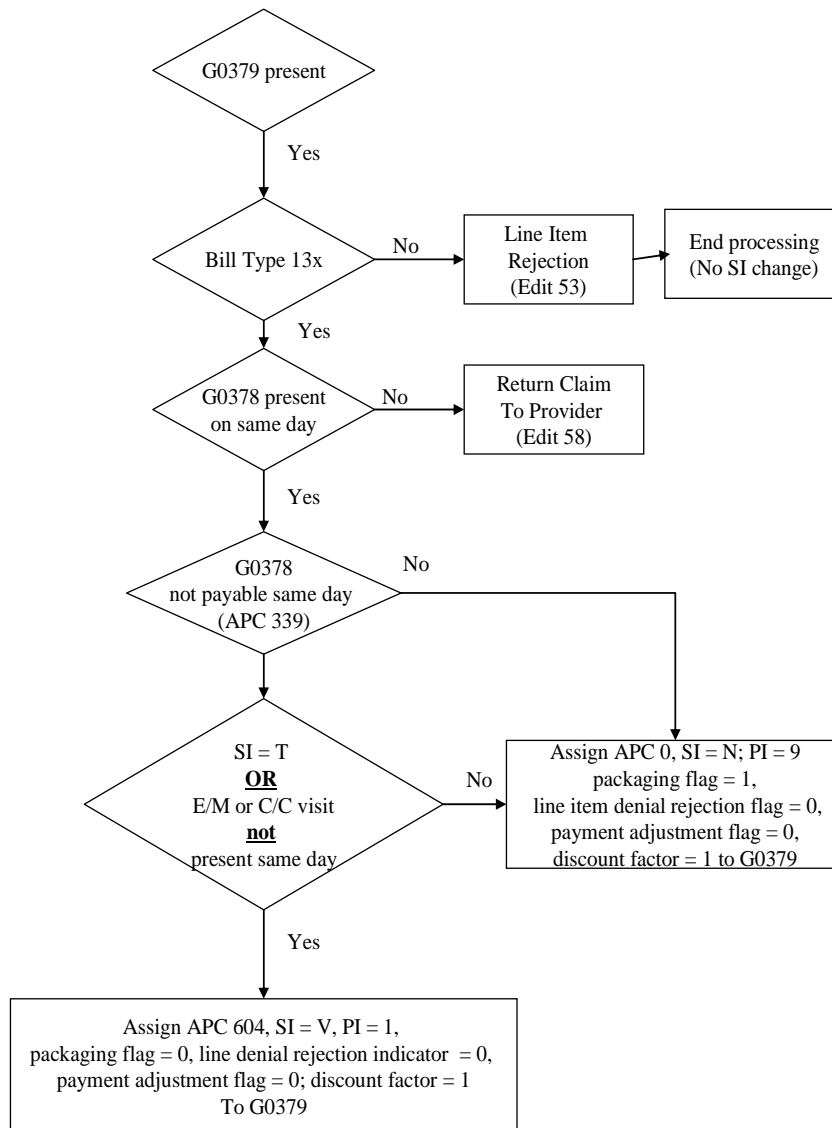 G0379 present
Yes
Bill Type 13x
No
Line Item
Rejection
(Edit 53)
End processing
(No SI change)
Yes
G0378 present
on same day
No
Return Claim
To Provider
(Edit 58)
Yes
G0378
not payable same day
(APC 339)
No
SI = T
OR
E/M or C/C visit
not
present same day
No
Assign APC 0, SI = N; PI = 9
packaging flag = 1,
line item denial rejection flag = 0,
payment adjustment flag = 0,
discount factor = 1 to G0379
Yes
Assign APC 604, SI = V, PI = 1,
packaging flag = 0, line denial rejection indicator = 0,
payment adjustment flag = 0; discount factor = 1
To G0379